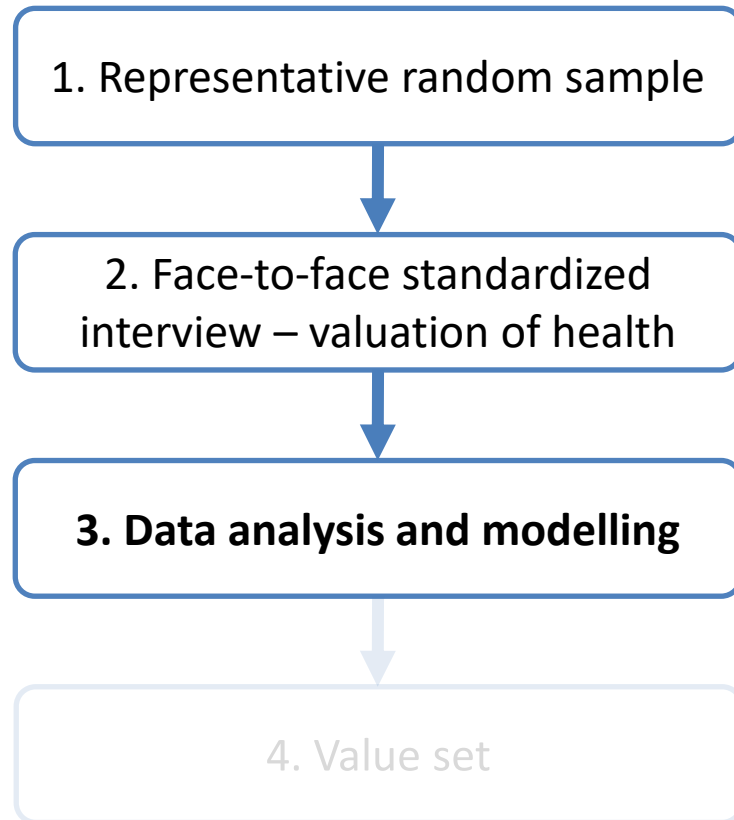 1. Representative random sample
2. Face-to-face standardized
interview – valuation of health
3. Data analysis and modelling
4. Value set